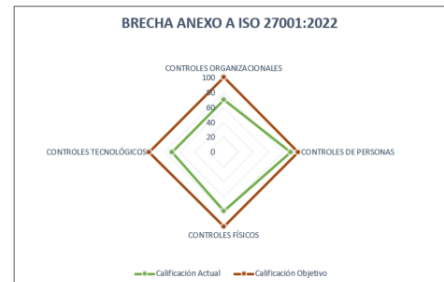 BRECHA ANEXO A ISO 27001:2022
CONTROLES ORGANIZACIONALES
100
80
60
40
20
0
CONTROLES TECNOLÓGICOS
CONTROLES DE PERSONAS
CONTROLES FÍSICOS
Calificación Actual
Calificación Objetivo